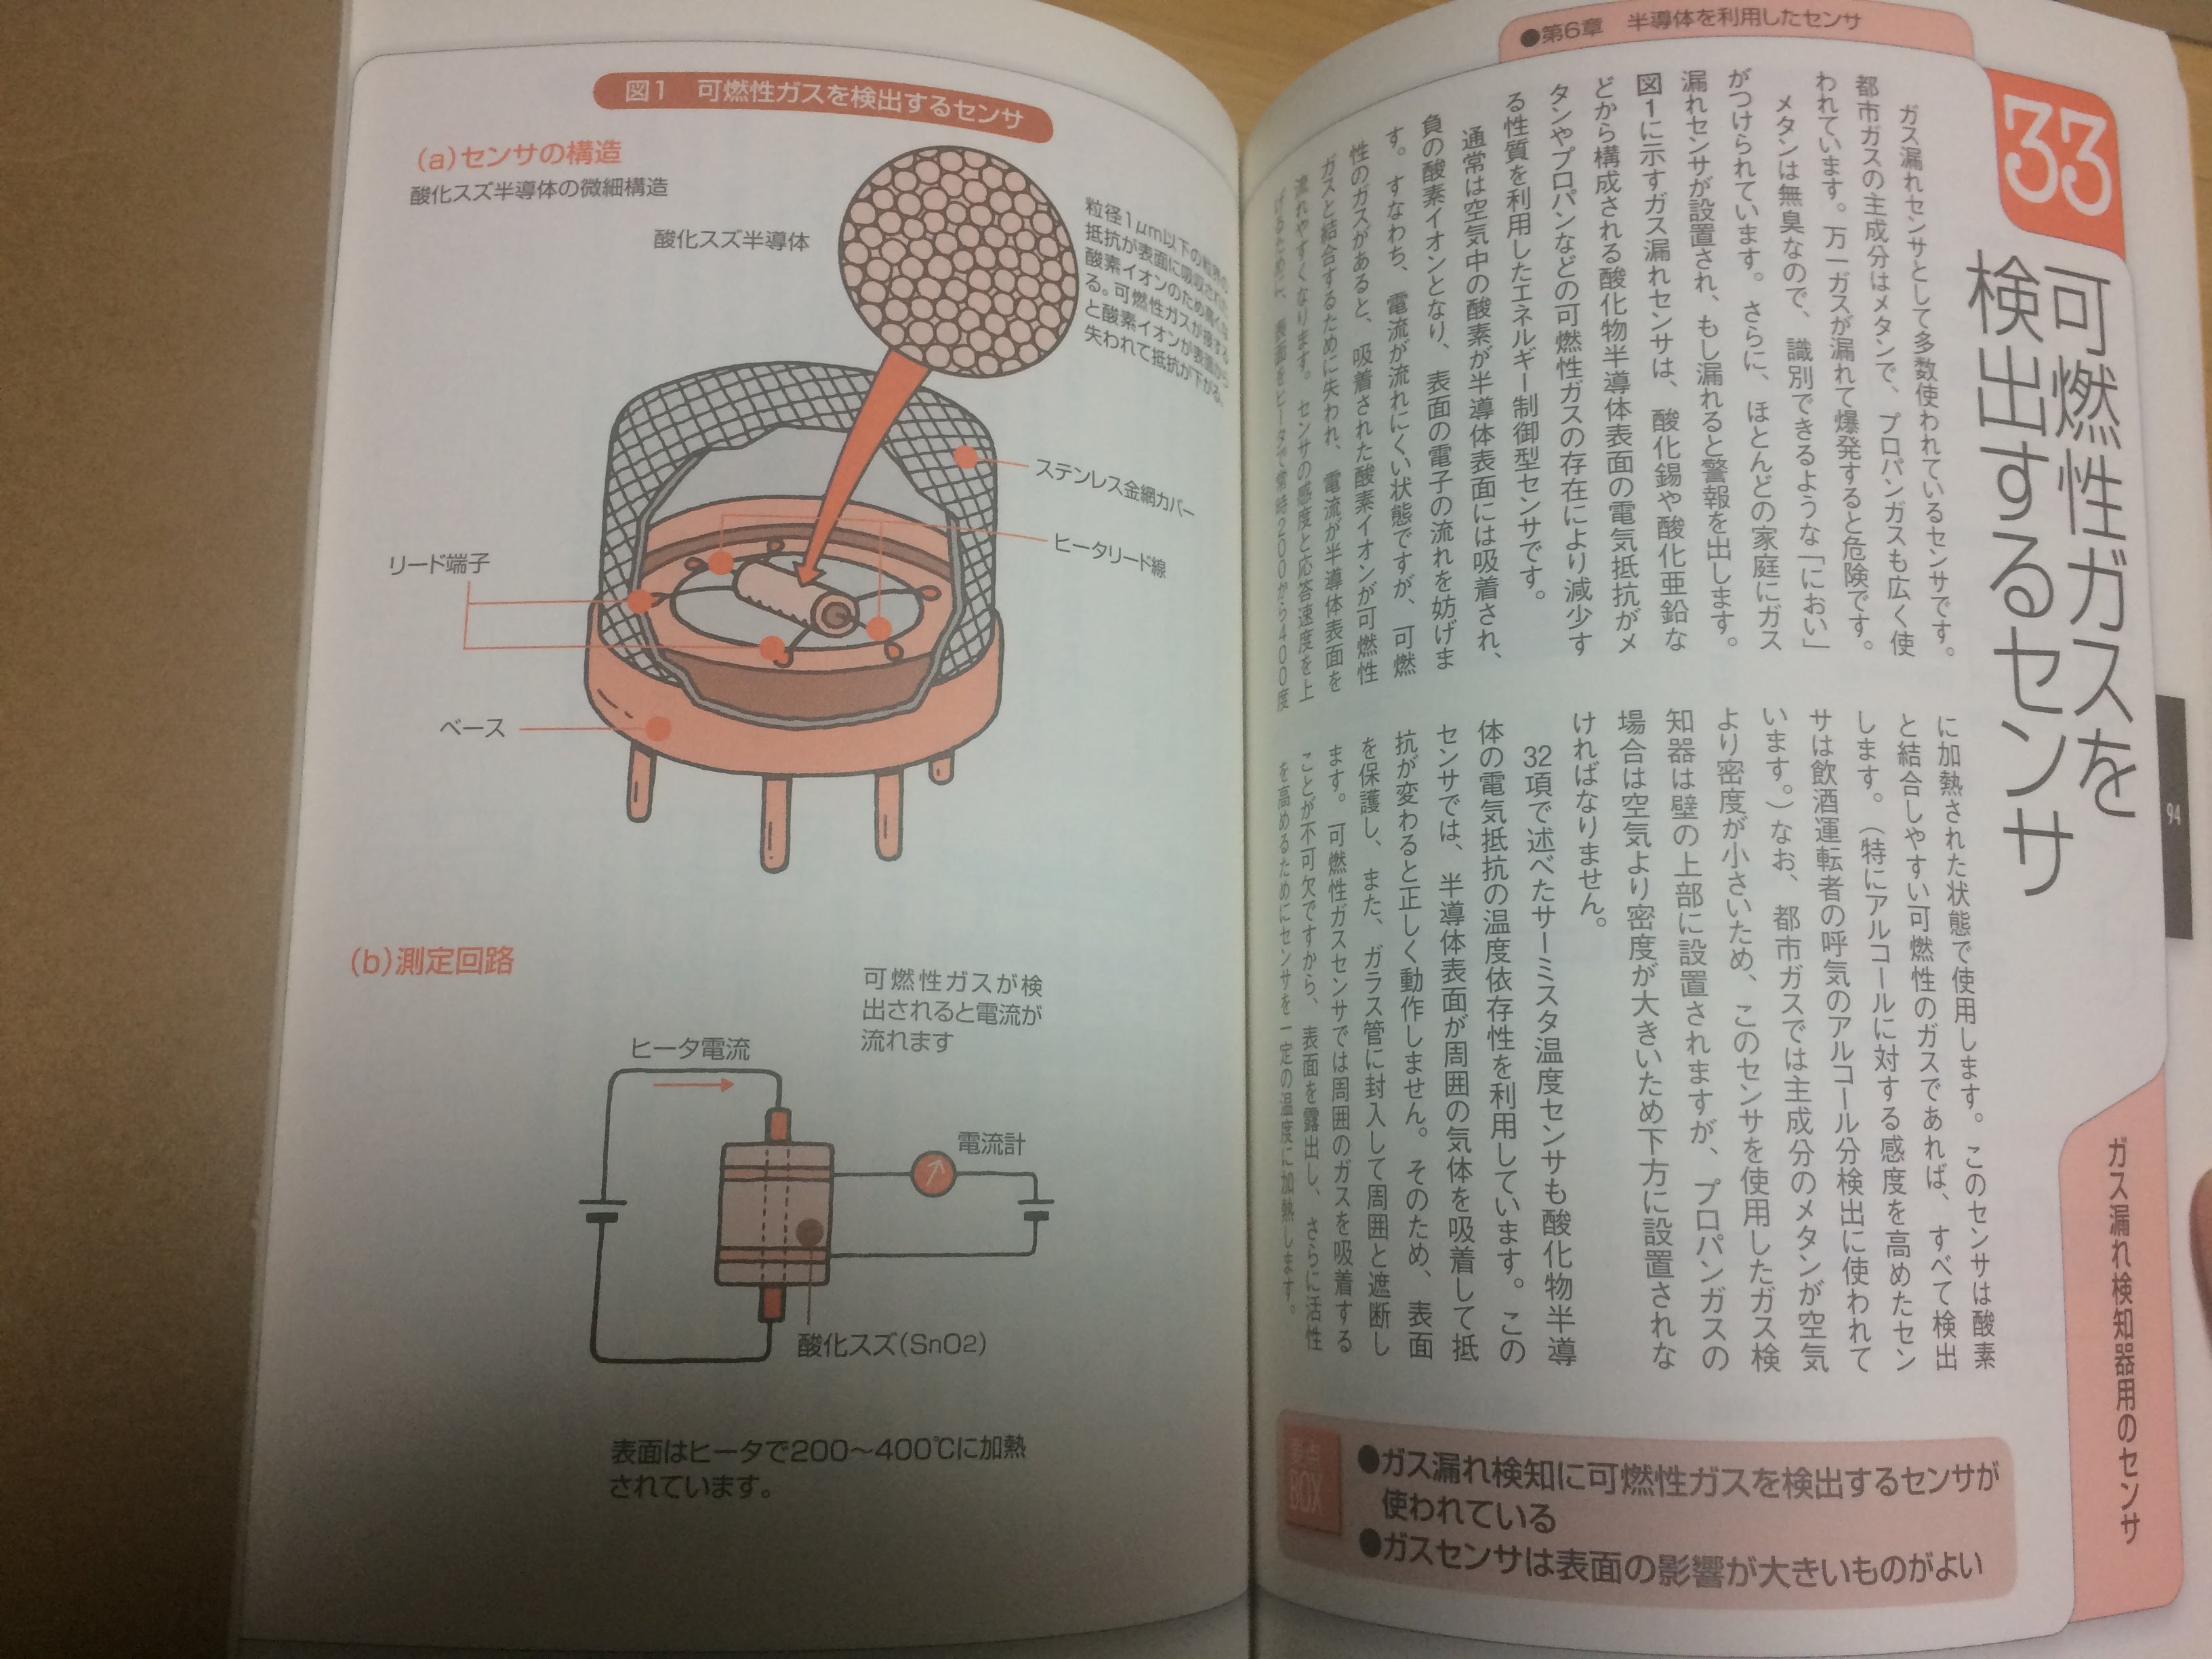 ●第6章 半導体を利用したセンサ
33
可燃性ガスを
検出するセンサ
94
ガス漏れ検知器用のセンサ
ガス漏れセンサとして多数使われているセンサです。
都市ガスの主成分はメタンで、プロパンガスも広く使
われています。万一ガスが漏れて爆発すると危険です。
メタンは無臭なので、識別できるような「におい」
がつけられています。さらに、ほとんどの家庭にガス
漏れセンサが設置され、もし漏れると警報を出します。
図1に示すガス漏れセンサは、酸化錫や酸化亜鉛な
どから構成される酸化物半導体表面の電気抵抗がメ
タンやプロパンなどの可燃性ガスの存在により減少す
る性質を利用したエネルギー制御型センサです。
通常は空気中の酸素が半導体表面には吸着され、
負の酸素イオンとなり、表面の電子の流れを妨げま
す。すなわち、電流が流れにくい状態ですが、可燃
性のガスがあると、吸着された酸素イオンが可燃性
ガスと結合するために失われ、電流が半導体表面を
流れやすくなります。センサの感度と応答速度を上
げるために、表面をヒータで常時200から400度
に加熱された状態で使用します。このセンサは酸素
と結合しやすい可燃性のガスであれば、すべて検出
します。（特にアルコールに対する感度を高めたセン
サは飲酒運転者の呼気のアルコール分検出に使われて
います。）なお、都市ガスでは主成分のメタンが空気
より密度が小さいため、このセンサを使用したガス検
知器は壁の上部に設置されますが、プロパンガスの
場合は空気より密度が大きいため下方に設置されな
ければなりません。
32項で述べたサーミスタ温度センサも酸化物半導
体の電気抵抗の温度依存性を利用しています。この
センサでは、半導体表面が周囲の気体を吸着して抵
抗が変わると正しく動作しません。そのため、表面
を保護し、また、ガラス管に封入して周囲と遮断し
ます。可燃性ガスセンサでは周囲のガスを吸着する
ことが不可欠ですから、表面を露出し、さらに活性
を高めるためにセンサを一定の温度に加熱します。
要点
BOX
●ガス漏れ検知に可燃性ガスを検出するセンサが
使われている
●ガスセンサは表面の影響が大きいものがよい
図1 可燃性ガスを検出するセンサ
(a)センサの構造
酸化スズ半導体の微細構造
酸化スズ半導体
粒径1μm以下の
抵抗が表面に吸収され
酸素イオンのため
る。可燃性ガスが接する
と酸素イオンが表面から
失われて抵抗が下がる。
ステンレス金網カバー
ヒータリード線
リード端子
ベース
(b)測定回路
可燃性ガスが検
出されると電流が
流れます
ヒータ電流
電流計
酸化スズ(SnO2)
表面はヒータで200～400℃に加熱
されています。